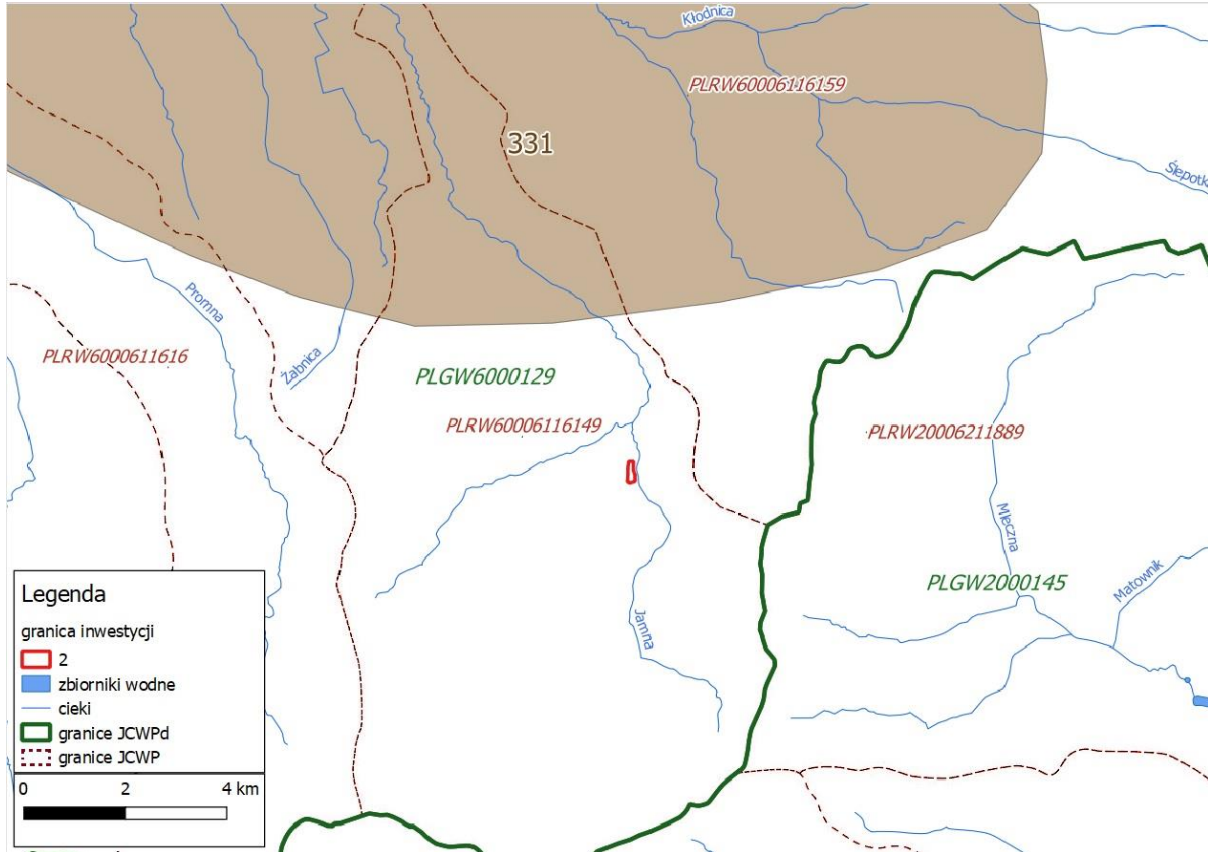 Kłodnica
PLRW60006116159
331
Ślepotka
Promna
PLRW6000611616
Żabnica
PLGW6000129
PLRW60006116149
PLRW20006211889
Mleczna
PLGW2000145
Matownik
Jamna
Legenda
granica inwestycji
2
zbiorniki wodne
cieki
granice JCWPd
granice JCWP
0 2 4 km